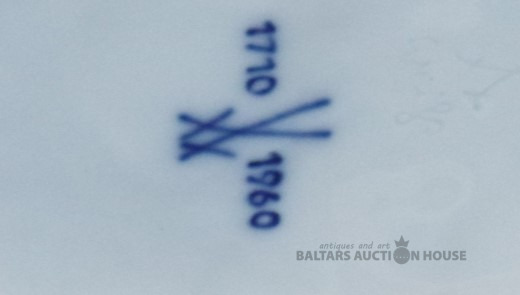 1710
1960
antiques and art
BALTARS AUCTION HOUSE